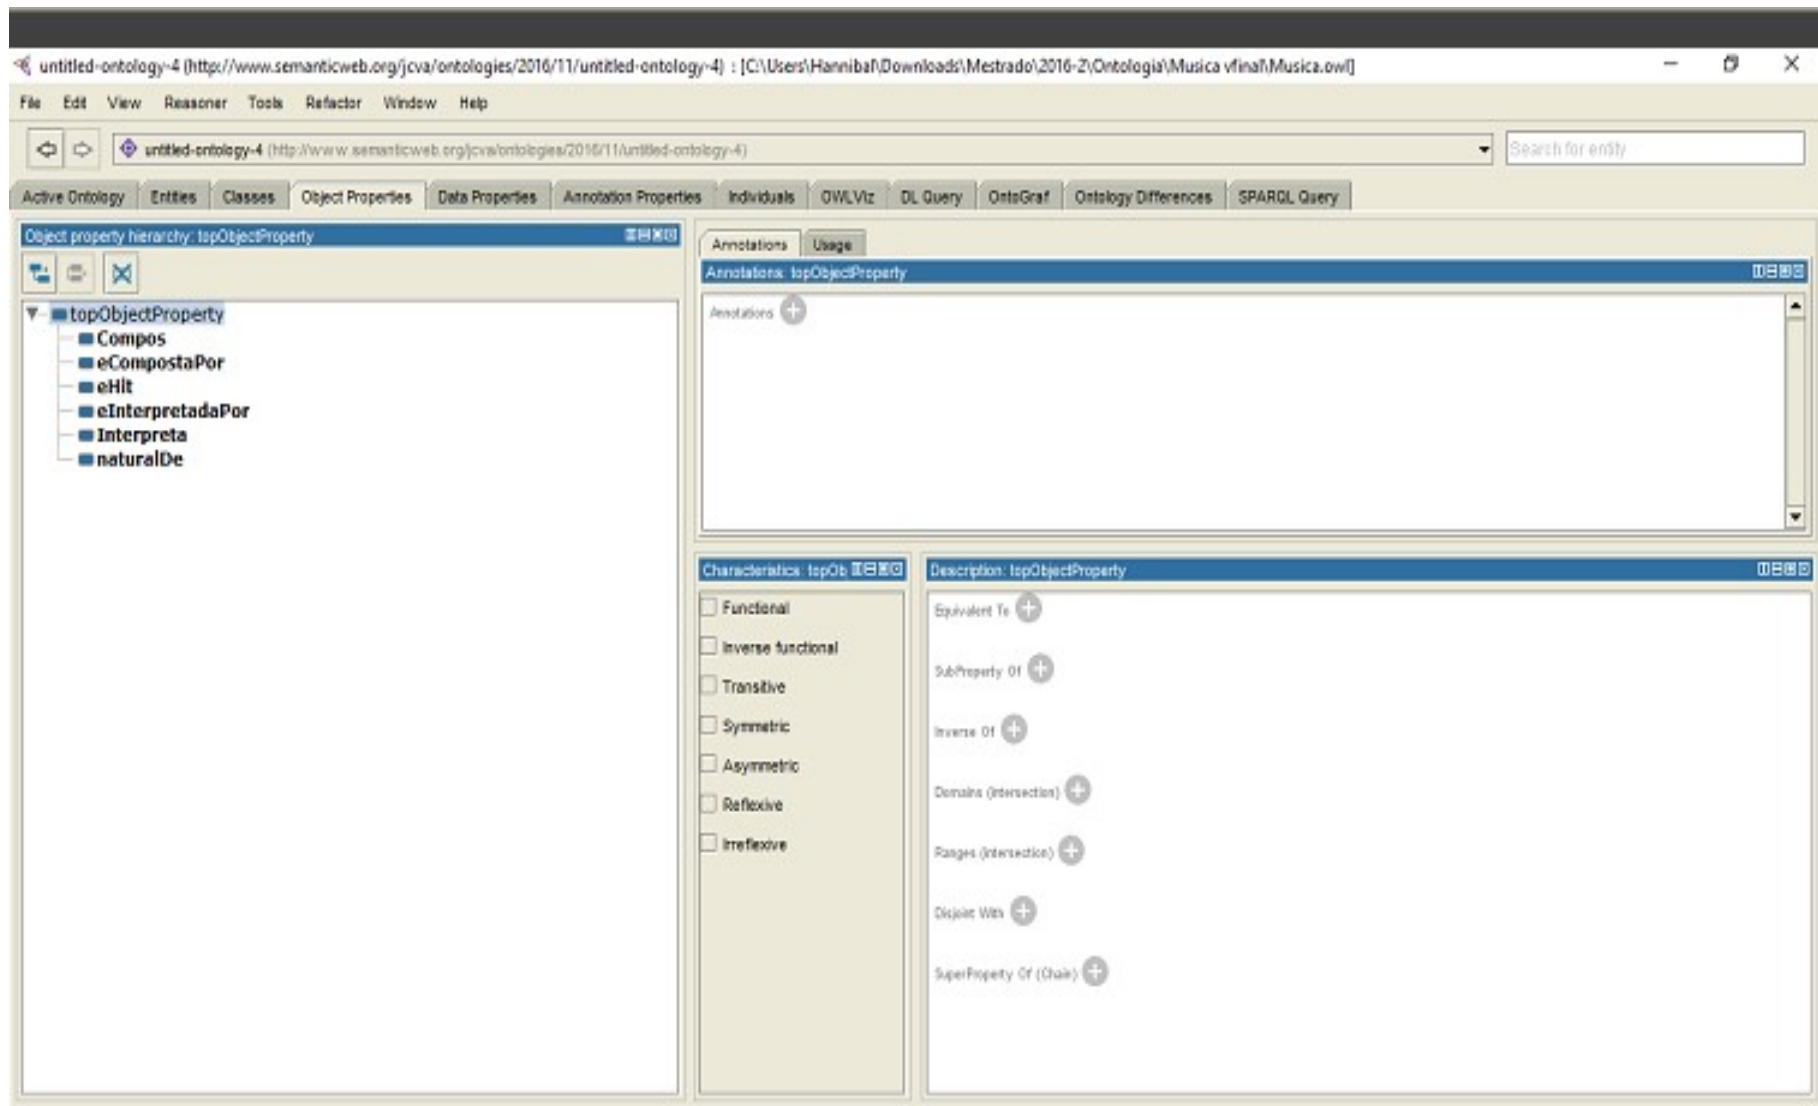 untitled-ontology-4 (http://www.semanticweb.org/jcva/ontologies/2016/11/untitled-ontology-4) : [C:\Users\Hannibal\Downloads\Mestrado\2016-2\Ontologia\Musica vfinal\Musica.owl]
File Edit View Reasoner Tools Refactor Window Help
untitled-ontology-4 (http://www.semanticweb.org/jcva/ontologies/2016/11/untitled-ontology-4)
Search for entity
Active Ontology Entities Classes Object Properties Data Properties Annotation Properties Individuals OWLViz DL Query OntoGraf Ontology Differences SPARQL Query
Object property hierarchy: topObjectProperty
topObjectProperty
Compos
eCompostaPor
eHit
eInterpretadaPor
Interpreta
naturalDe
Annotations Usage
Annotations: topObjectProperty
Annotations
Characteristics: topOb
Functional
Inverse functional
Transitive
Symmetric
Asymmetric
Reflexive
Irreflexive
Description: topObjectProperty
Equivalent To
SubProperty Of
Inverse Of
Domains (intersection)
Ranges (intersection)
Disjoint With
SuperProperty Of (Chain)